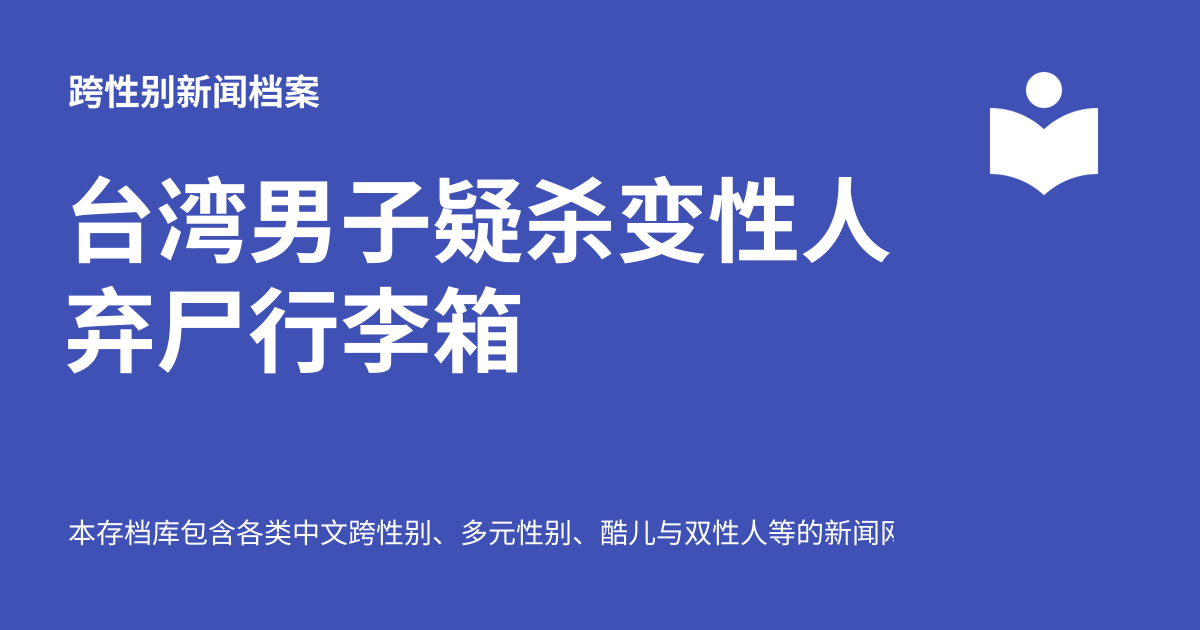 跨性别新闻档案
台湾男子疑杀变性人
弃尸行李箱
本存档库包含各类中文跨性别、多元性别、酷儿与双性人等的新闻